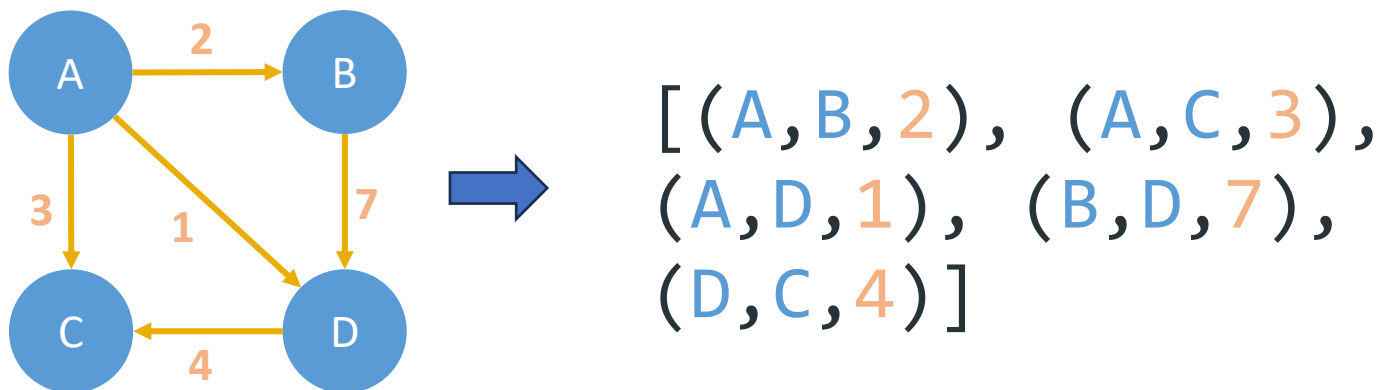 2
A B
3 1 7
C D
4
[(A,B,2), (A,C,3),
(A,D,1), (B,D,7),
(D,C,4)]